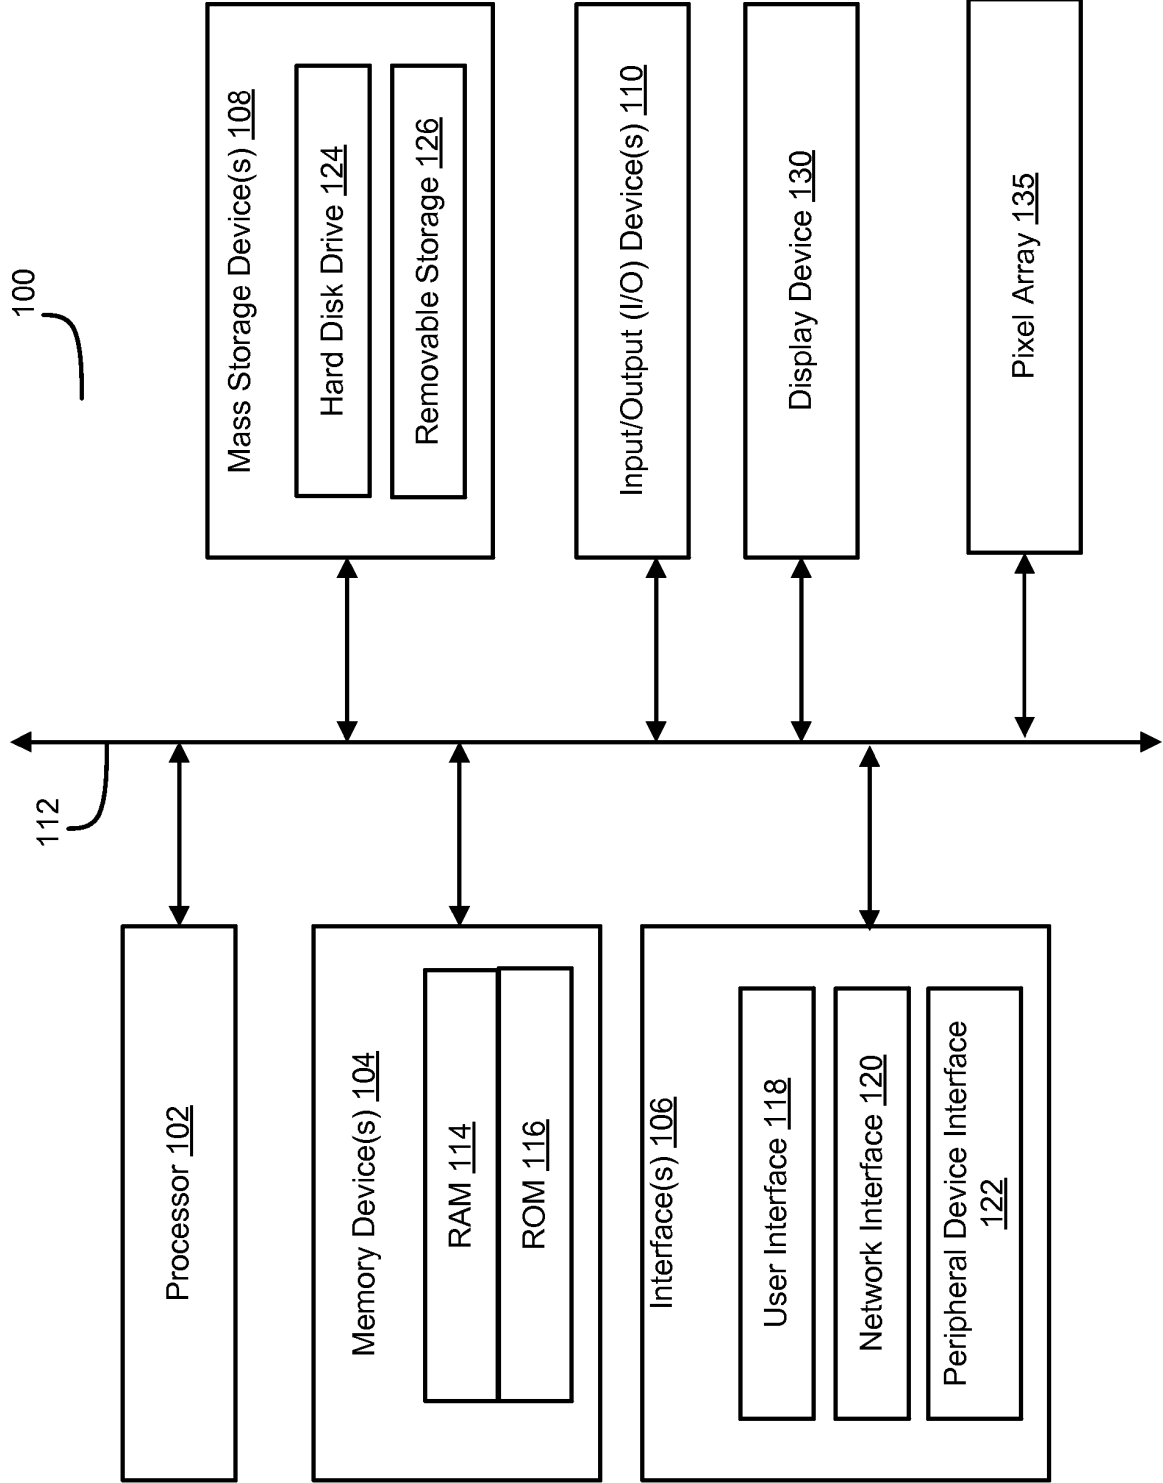 100
112
Processor 102
Memory Device(s) 104
RAM 114
ROM 116
Interface(s) 106
User Interface 118
Network Interface 120
Peripheral Device Interface
122
Mass Storage Device(s) 108
Hard Disk Drive 124
Removable Storage 126
Input/Output (I/O) Device(s) 110
Display Device 130
Pixel Array 135